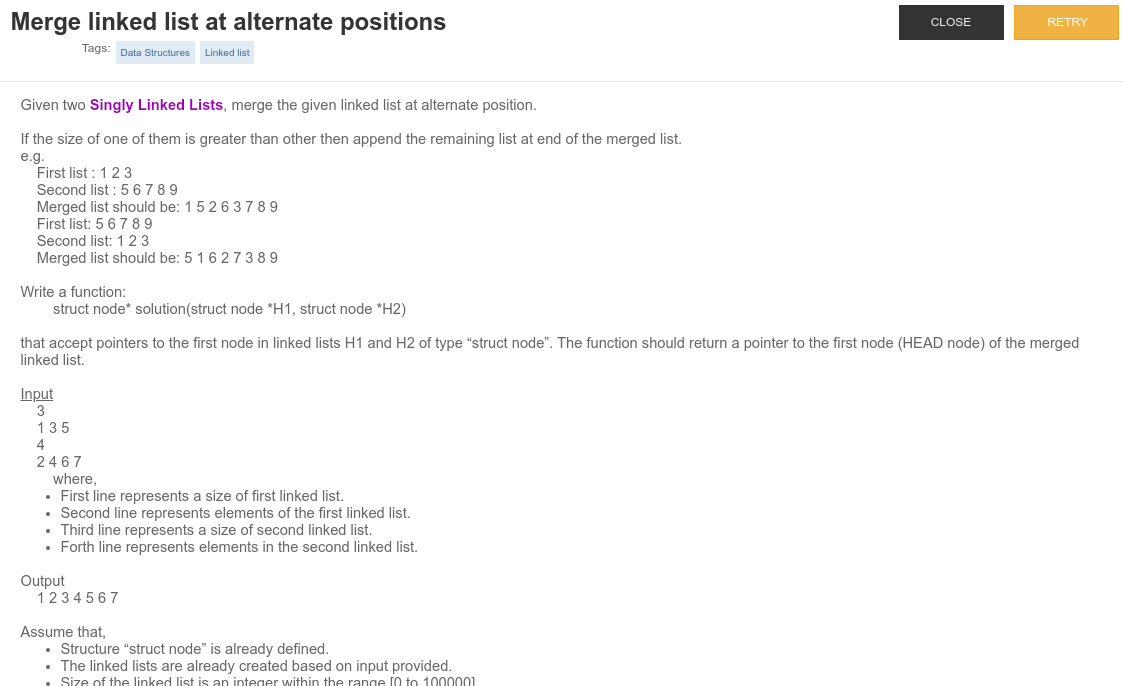 Merge linked list at alternate positions
CLOSE
RETRY
Tags: Data Structures Linked list
Given two Singly Linked Lists, merge the given linked list at alternate position.
If the size of one of them is greater than other then append the remaining list at end of the merged list.
e.g.
First list : 1 2 3
Second list : 5 6 7 8 9
Merged list should be: 1 5 2 6 3 7 8 9
First list: 5 6 7 8 9
Second list: 1 2 3
Merged list should be: 5 1 6 2 7 3 8 9
Write a function:
struct node* solution(struct node *H1, struct node *H2)
that accept pointers to the first node in linked lists H1 and H2 of type “struct node”. The function should return a pointer to the first node (HEAD node) of the merged
linked list.
Input
3
1 3 5
4
2 4 6 7
where,
• First line represents a size of first linked list.
• Second line represents elements of the first linked list.
• Third line represents a size of second linked list.
• Forth line represents elements in the second linked list.
Output
1 2 3 4 5 6 7
Assume that,
• Structure “struct node” is already defined.
• The linked lists are already created based on input provided.
• Size of the linked list is an integer within the range [0 to 100000]